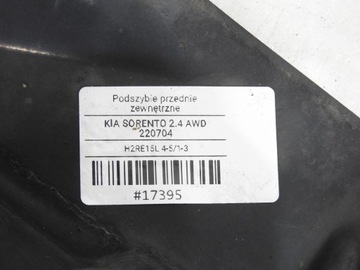 Podszybie przednie
zewnętrzne
KIA SORENTO 2.4 AWD
220704
H2RE15L 4-5/1-3
#17395